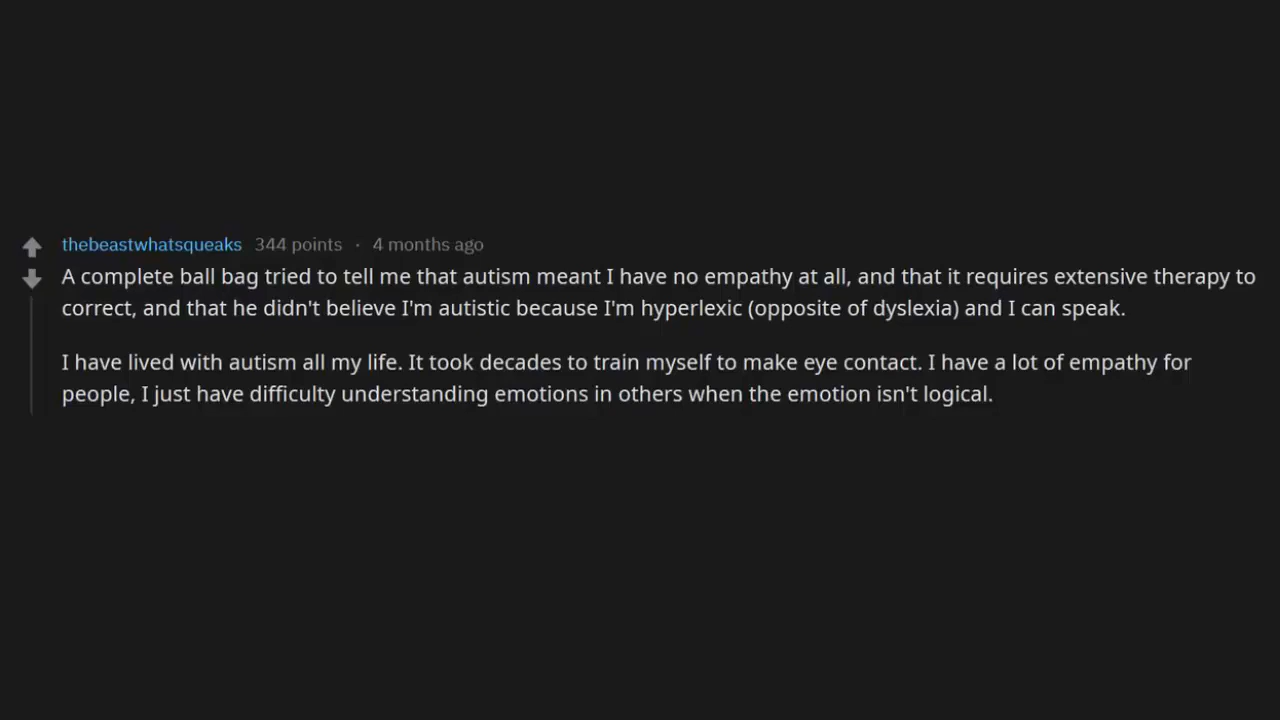 thebeastwhatsqueaks 344 points · 4 months ago
A complete ball bag tried to tell me that autism meant I have no empathy at all, and that it requires extensive therapy to
correct, and that he didn't believe I'm autistic because I'm hyperlexic (opposite of dyslexia) and I can speak.
I have lived with autism all my life. It took decades to train myself to make eye contact. I have a lot of empathy for
people, I just have difficulty understanding emotions in others when the emotion isn't logical.